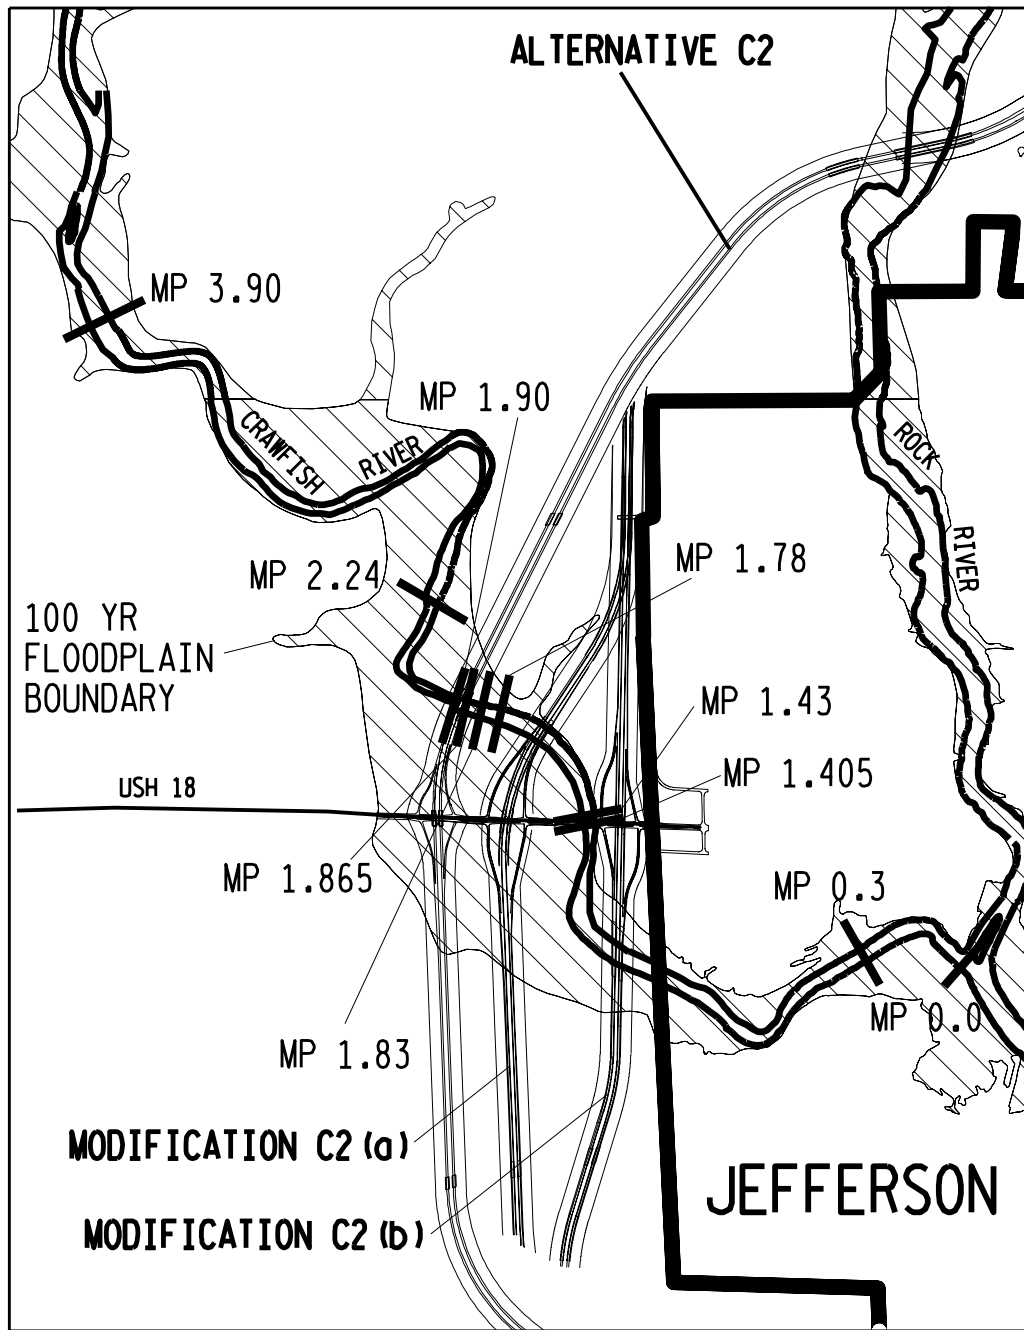 ALTERNATIVE C2
MP 3.90
MP 1.90
CRAWFISH RIVER
ROCK RIVER
MP 2.24
MP 1.78
100 YR
FLOODPLAIN
BOUNDARY
MP 1.43
MP 1.405
USH 18
MP 1.865
MP 0.3
MP 0.0
MP 1.83
MODIFICATION C2 (a)
JEFFERSON
MODIFICATION C2 (b)